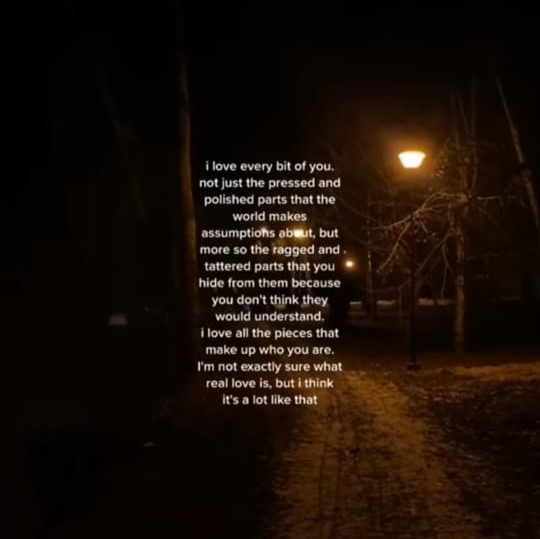 i love every bit of you.
not just the pressed and
polished parts that the
world makes
assumptions about, but
more so the ragged and
tattered parts that you
hide from them because
you don't think they
would understand.
i love all the pieces that
make up who you are.
I'm not exactly sure what
real love is, but i think
it's a lot like that